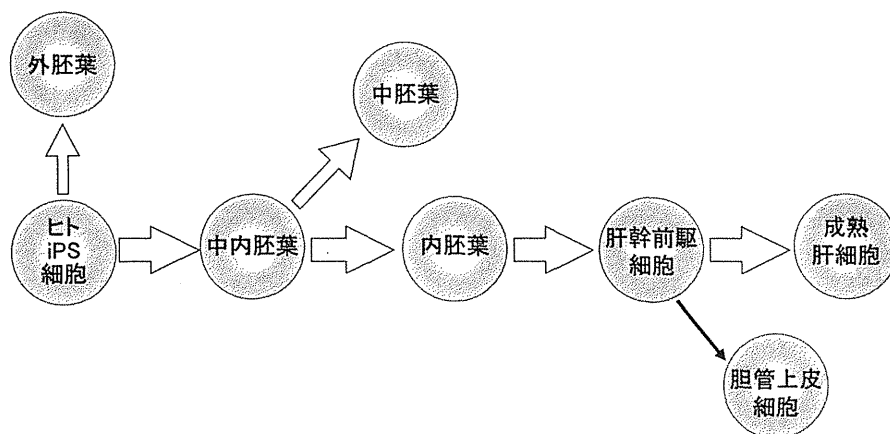 外胚葉
中胚葉
ヒト
iPS
細胞
中内胚葉
内胚葉
肝幹前駆
細胞
成熟
肝細胞
胆管上皮
細胞